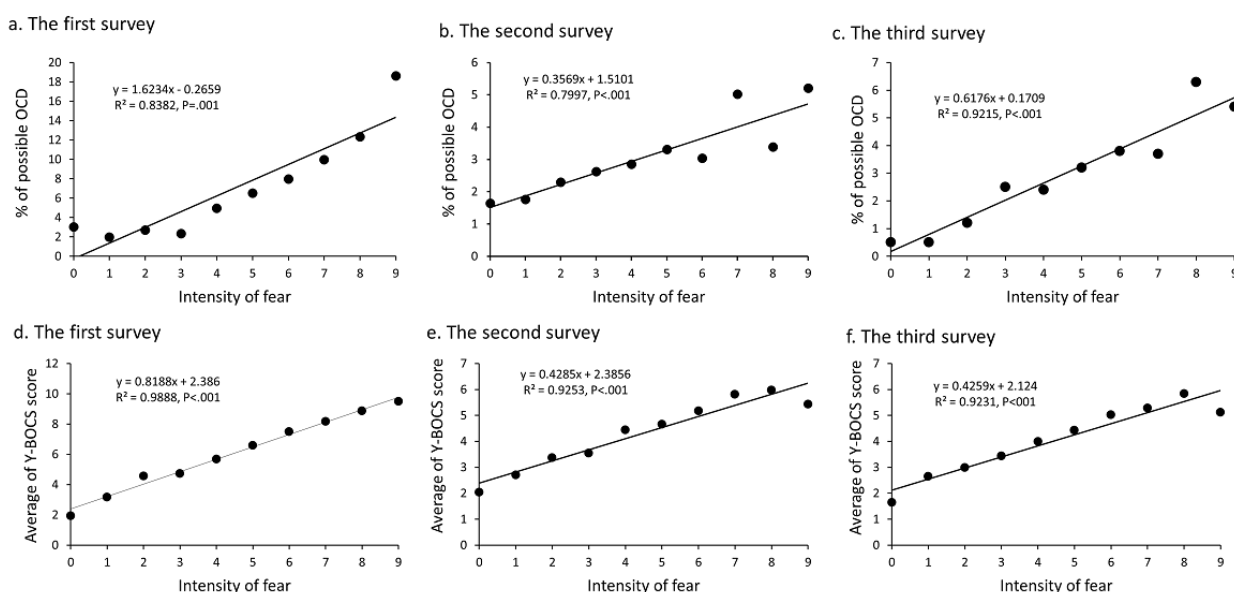 a. The first survey
b. The second survey
c. The third survey
20
18
16
14
12
10
8
6
4
2
0
% of possible OCD
y = 1.6234x - 0.2659
R² = 0.8382, P=.001
0 1 2 3 4 5 6 7 8 9
Intensity of fear
6
5
4
3
2
1
0
% of possible OCD
y = 0.3569x + 1.5101
R² = 0.7997, P<.001
0 1 2 3 4 5 6 7 8 9
Intensity of fear
7
6
5
4
3
2
1
0
% of possible OCD
y = 0.6176x + 0.1709
R² = 0.9215, P<.001
0 1 2 3 4 5 6 7 8 9
Intensity of fear
d. The first survey
e. The second survey
f. The third survey
12
10
8
6
4
2
0
Average of Y-BOCS score
y = 0.8188x + 2.386
R² = 0.9888, P<.001
0 1 2 3 4 5 6 7 8 9
Intensity of fear
7
6
5
4
3
2
1
0
Average of Y-BOCS score
y = 0.4285x + 2.3856
R² = 0.9253, P<.001
0 1 2 3 4 5 6 7 8 9
Intensity of fear
7
6
5
4
3
2
1
0
Average of Y-BOCS score
y = 0.4259x + 2.124
R² = 0.9231, P<001
0 1 2 3 4 5 6 7 8 9
Intensity of fear